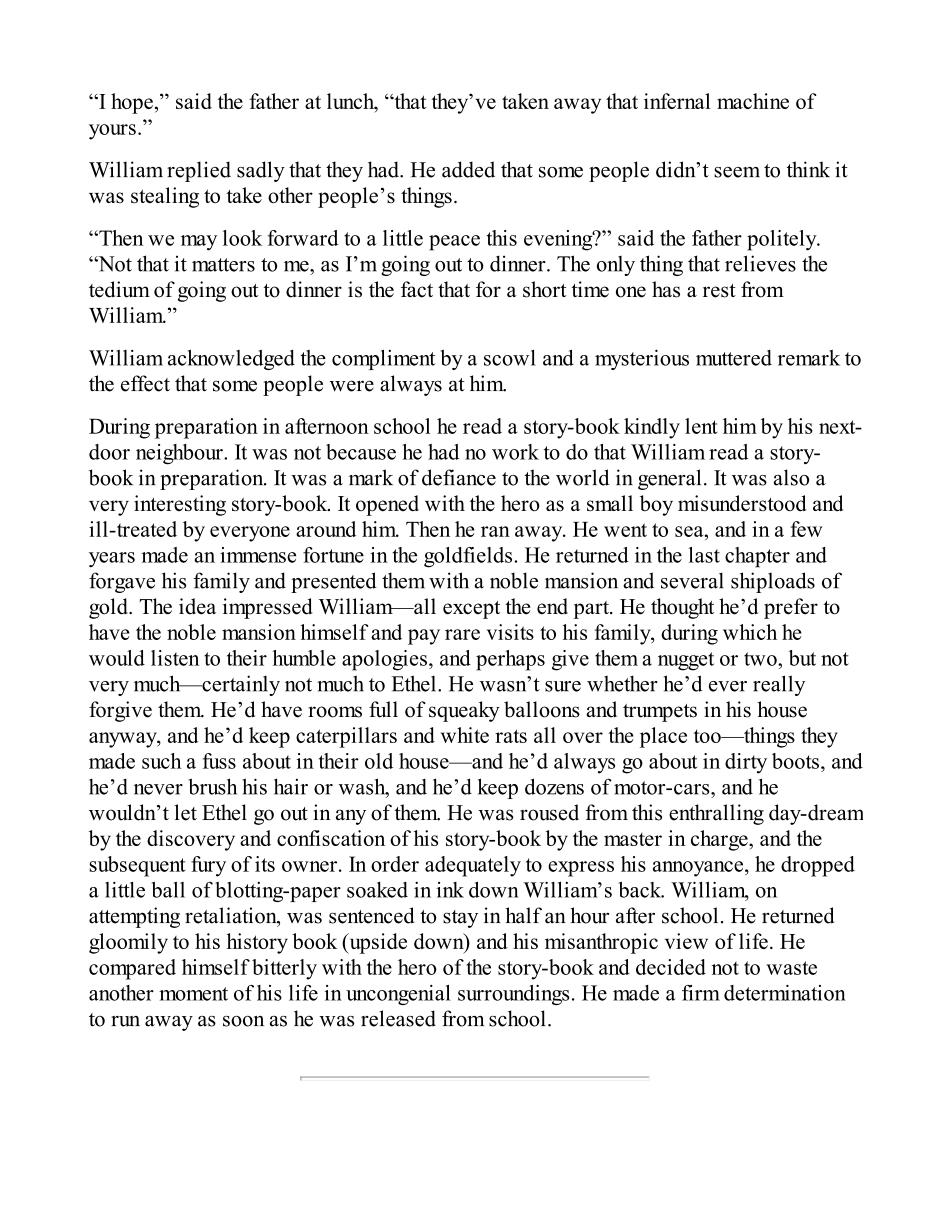 “I hope,” said the father at lunch, “that they’ve taken away that infernal machine of
yours.”
William replied sadly that they had. He added that some people didn’t seem to think it
was stealing to take other people’s things.
“Then we may look forward to a little peace this evening?” said the father politely.
“Not that it matters to me, as I’m going out to dinner. The only thing that relieves the
tedium of going out to dinner is the fact that for a short time one has a rest from
William.”
William acknowledged the compliment by a scowl and a mysterious muttered remark to
the effect that some people were always at him.
During preparation in afternoon school he read a story-book kindly lent him by his next-
door neighbour. It was not because he had no work to do that William read a story-
book in preparation. It was a mark of defiance to the world in general. It was also a
very interesting story-book. It opened with the hero as a small boy misunderstood and
ill-treated by everyone around him. Then he ran away. He went to sea, and in a few
years made an immense fortune in the goldfields. He returned in the last chapter and
forgave his family and presented them with a noble mansion and several shiploads of
gold. The idea impressed William—all except the end part. He thought he’d prefer to
have the noble mansion himself and pay rare visits to his family, during which he
would listen to their humble apologies, and perhaps give them a nugget or two, but not
very much—certainly not much to Ethel. He wasn’t sure whether he’d ever really
forgive them. He’d have rooms full of squeaky balloons and trumpets in his house
anyway, and he’d keep caterpillars and white rats all over the place too—things they
made such a fuss about in their old house—and he’d always go about in dirty boots, and
he’d never brush his hair or wash, and he’d keep dozens of motor-cars, and he
wouldn’t let Ethel go out in any of them. He was roused from this enthralling day-dream
by the discovery and confiscation of his story-book by the master in charge, and the
subsequent fury of its owner. In order adequately to express his annoyance, he dropped
a little ball of blotting-paper soaked in ink down William’s back. William, on
attempting retaliation, was sentenced to stay in half an hour after school. He returned
gloomily to his history book (upside down) and his misanthropic view of life. He
compared himself bitterly with the hero of the story-book and decided not to waste
another moment of his life in uncongenial surroundings. He made a firm determination
to run away as soon as he was released from school.